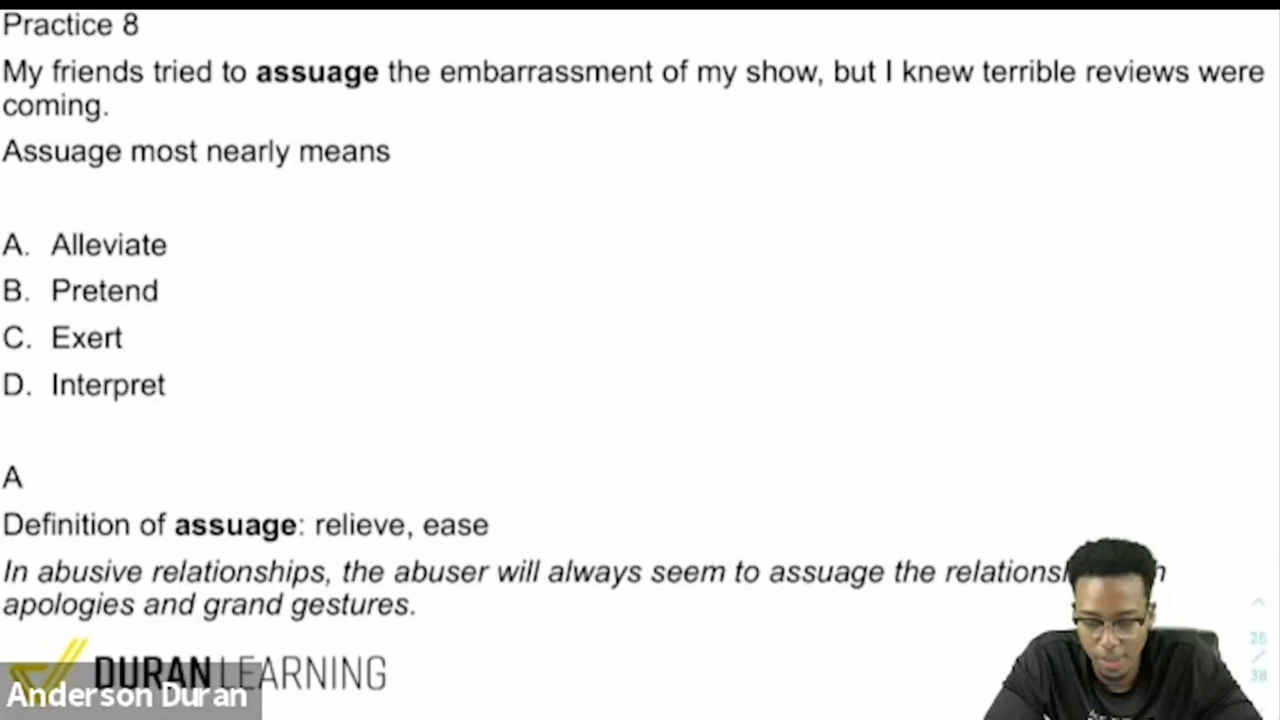 Practice 8
My friends tried to assuage the embarrassment of my show, but I knew terrible reviews were
coming.
Assuage most nearly means
A. Alleviate
B. Pretend
C. Exert
D. Interpret
A
Definition of assuage: relieve, ease
In abusive relationships, the abuser will always seem to assuage the
apologies and grand gestures.
DURAN LEARNING
Anderson Duran
26
/
38